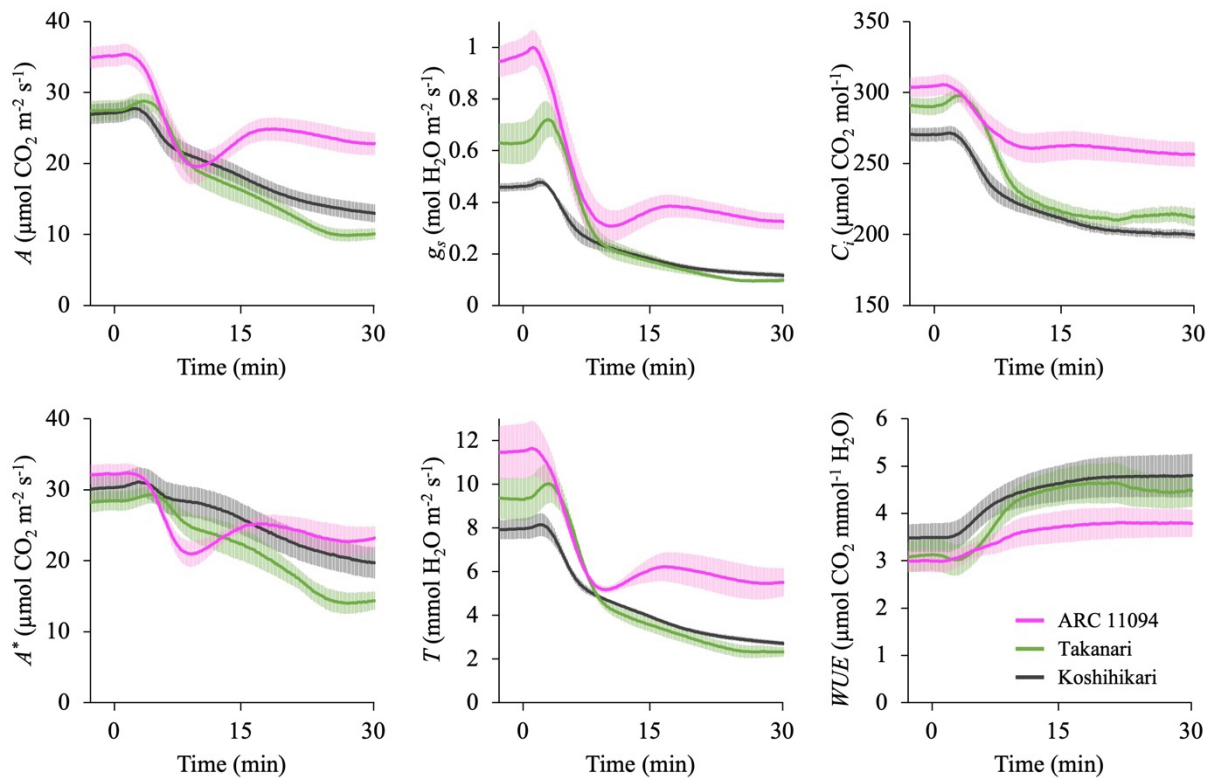 A (µmol CO₂ m⁻² s⁻¹)
40
30
20
10
0
0 15 30
Time (min)
gₛ (mol H₂O m⁻² s⁻¹)
1
0.8
0.6
0.4
0.2
0
0 15 30
Time (min)
Cᵢ (µmol CO₂ mol⁻¹)
350
300
250
200
150
0 15 30
Time (min)
A* (µmol CO₂ m⁻² s⁻¹)
40
30
20
10
0
0 15 30
Time (min)
T (mmol H₂O m⁻² s⁻¹)
12
10
8
6
4
2
0
0 15 30
Time (min)
WUE (µmol CO₂ mmol⁻¹ H₂O)
6
5
4
3
2
1
0
ARC 11094
Takanari
Koshihikari
0 15 30
Time (min)